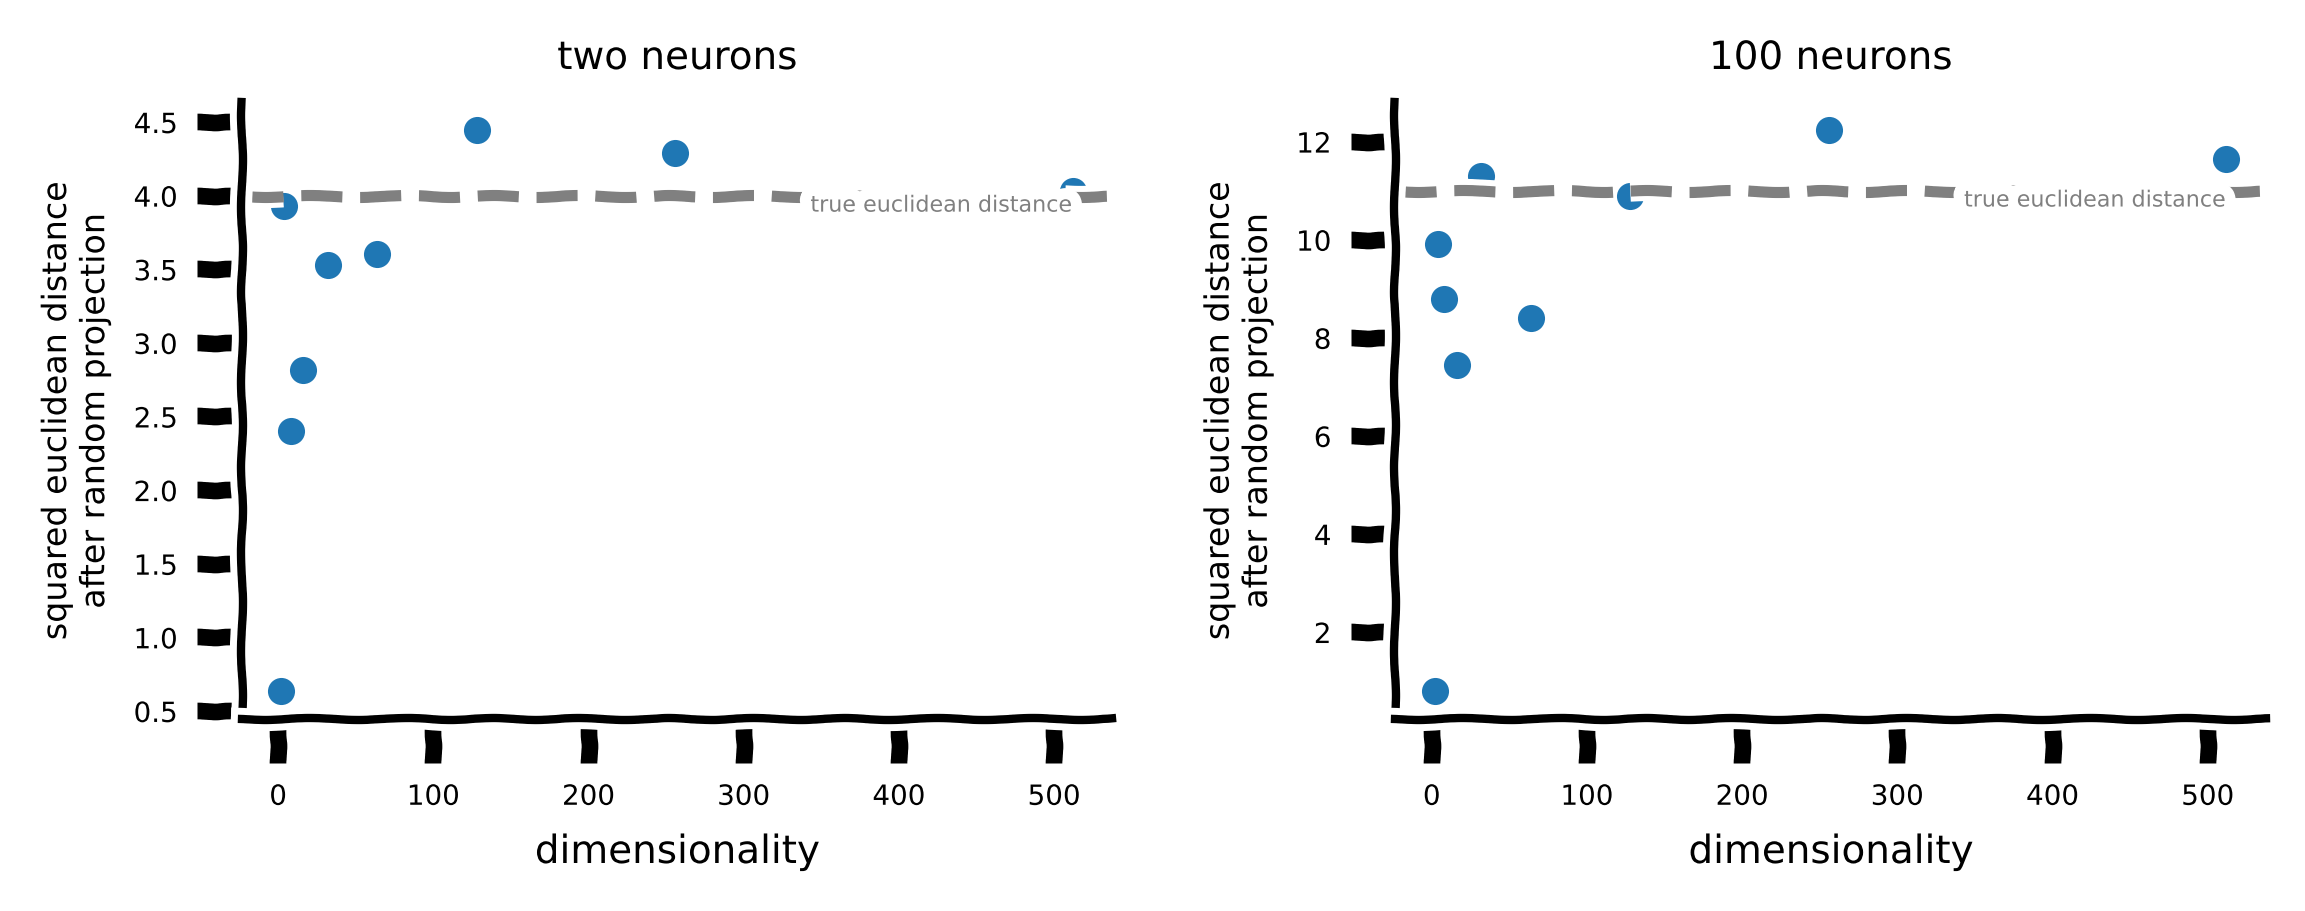 two neurons
squared euclidean distance
after random projection
4.5
4.0
3.5
3.0
2.5
2.0
1.5
1.0
0.5
true euclidean distance
0 100 200 300 400 500
dimensionality
100 neurons
squared euclidean distance
after random projection
12
10
8
6
4
2
true euclidean distance
0 100 200 300 400 500
dimensionality